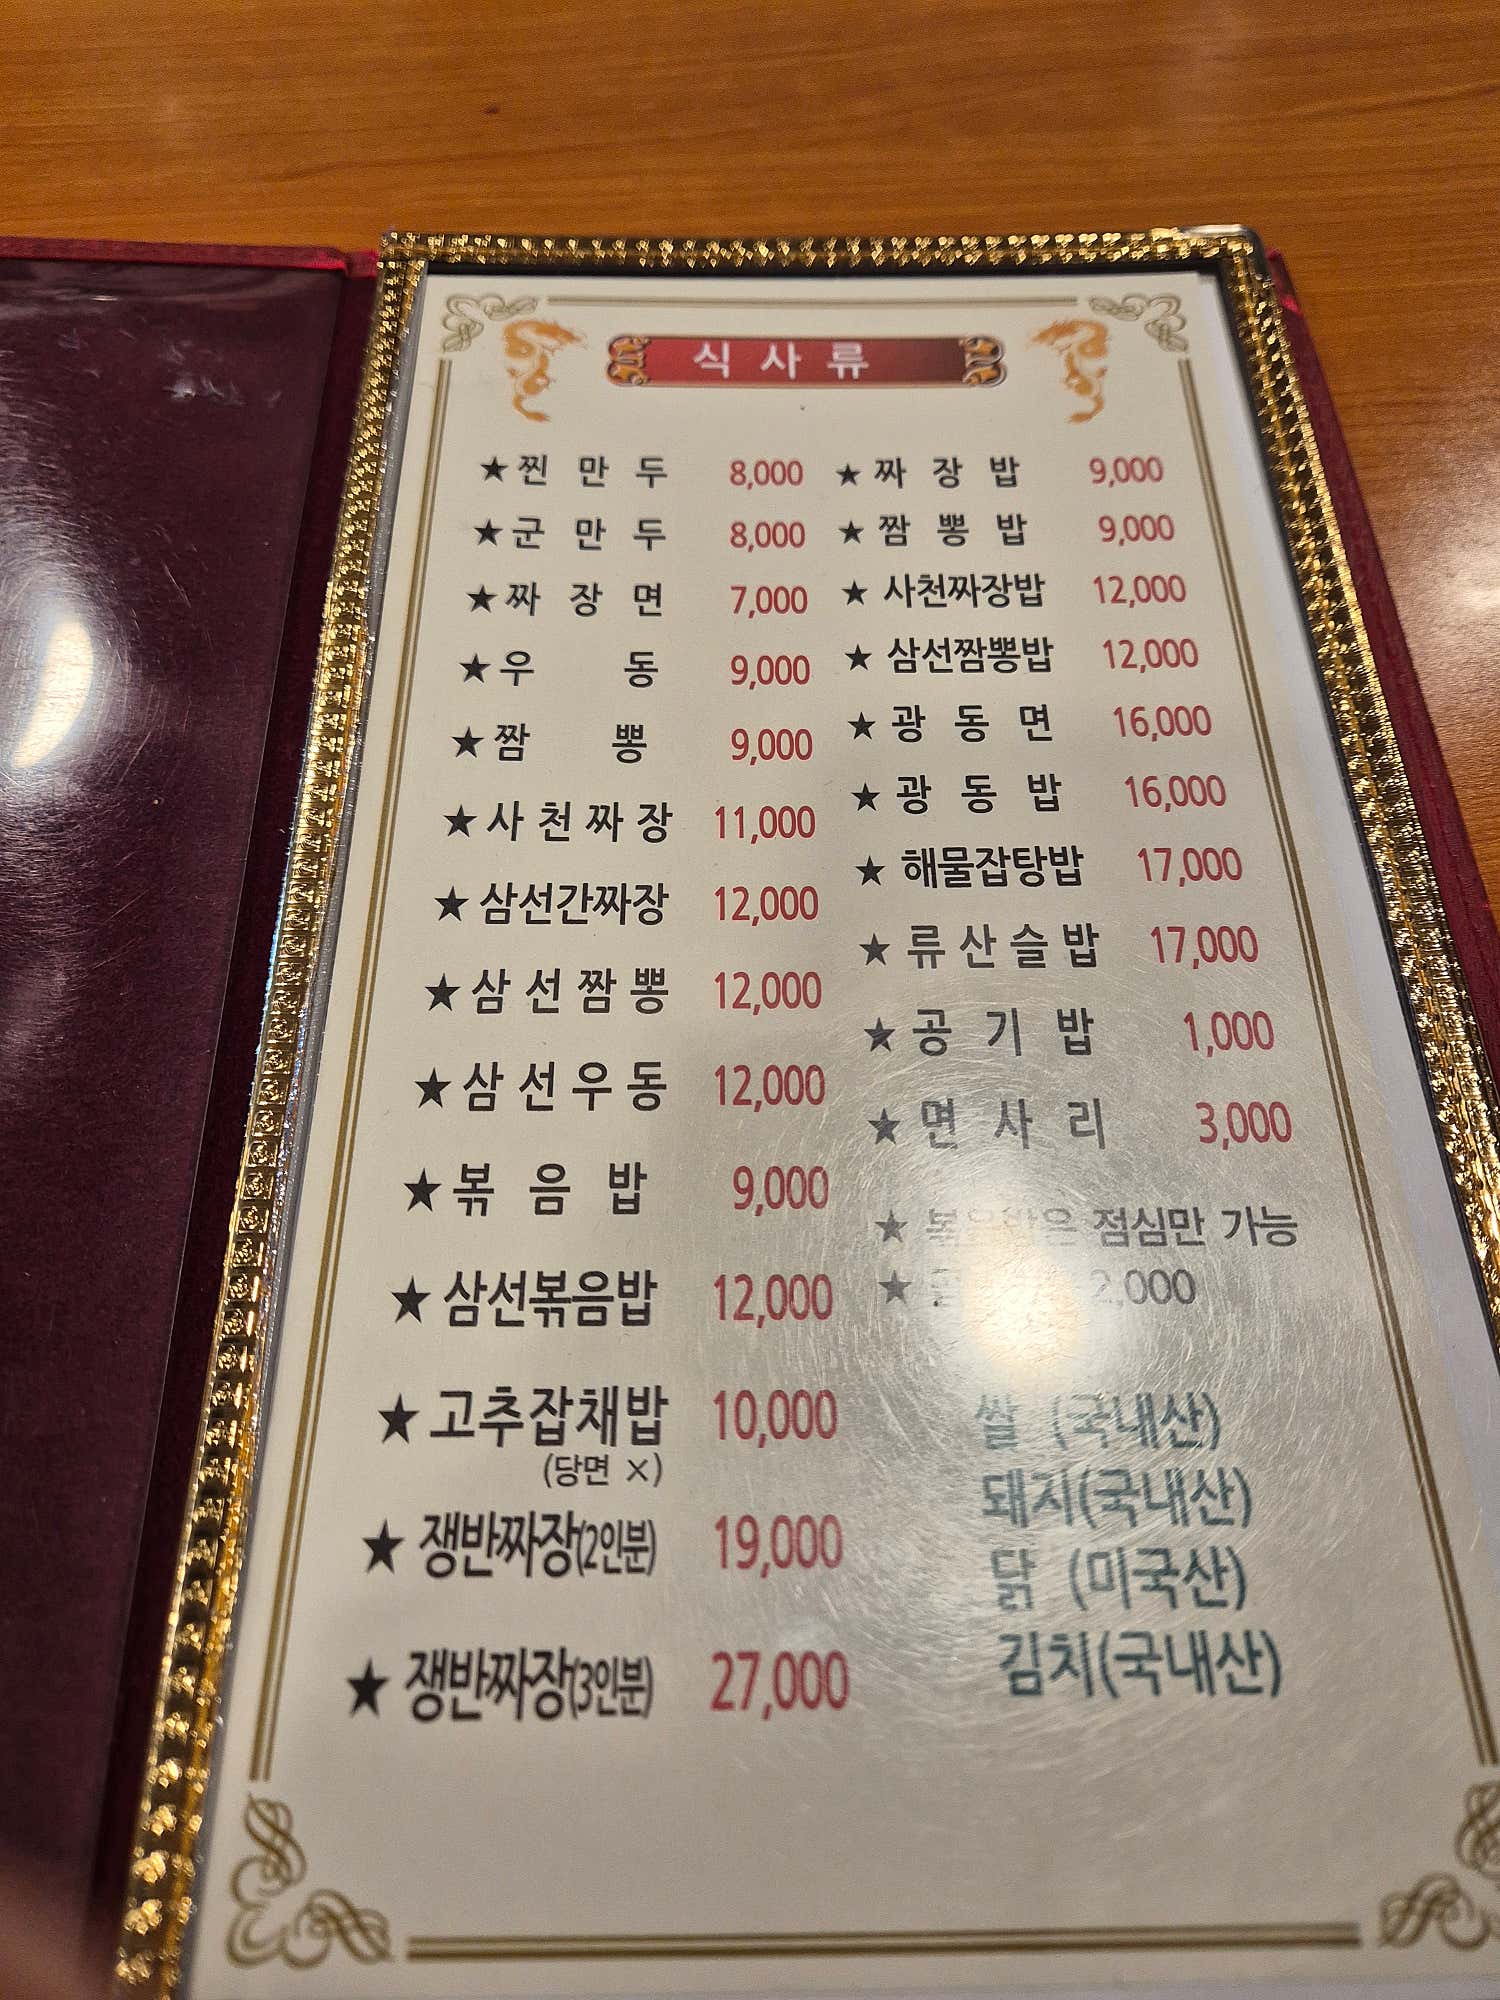 식사류
★ 찐만두 8,000
★ 군만두 8,000
★ 짜장면 7,000
★ 우동 9,000
★ 짬뽕 9,000
★ 사천짜장 11,000
★ 삼선간짜장 12,000
★ 삼선짬뽕 12,000
★ 삼선우동 12,000
★ 볶음밥 9,000
★ 삼선볶음밥 12,000
★ 고추잡채밥 10,000
(당면 ×)
★ 쟁반짜장(2인분) 19,000
★ 쟁반짜장(3인분) 27,000
★ 짜장밥 9,000
★ 짬뽕밥 9,000
★ 사천짜장밥 12,000
★ 삼선짬뽕밥 12,000
★ 광동면 16,000
★ 광동밥 16,000
★ 해물잡탕밥 17,000
★ 류산슬밥 17,000
★ 공기밥 1,000
★ 면사리 3,000
★ 볶음밥은 점심만 가능
★ 2,000
쌀 (국내산)
돼지(국내산)
닭 (미국산)
김치(국내산)